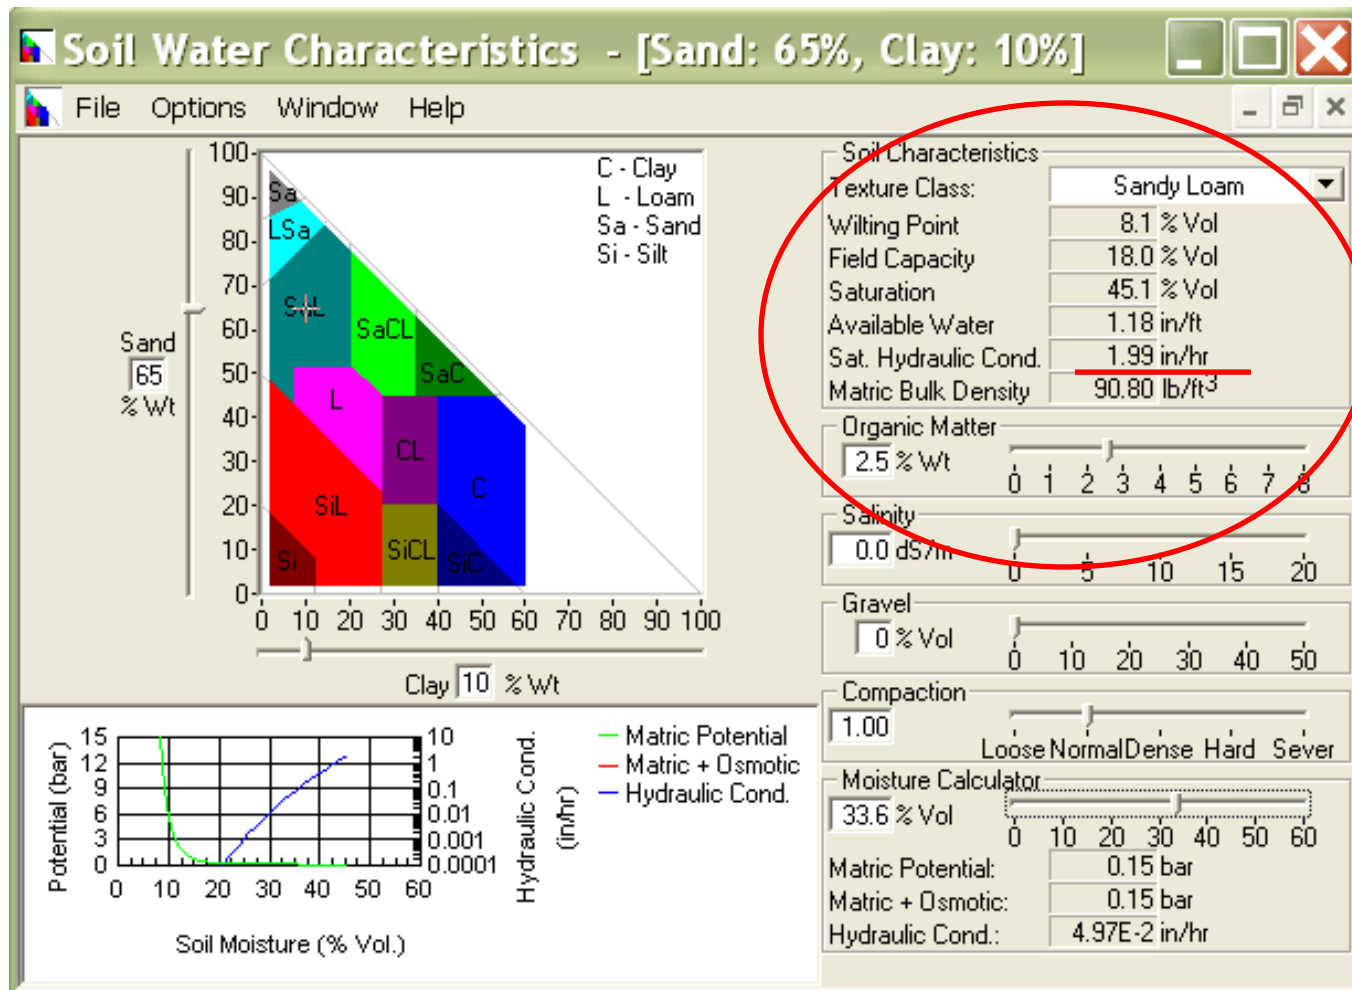 Soil Water Characteristics - [Sand: 65%, Clay: 10%]
File Options Window Help
100
90
80
70
60
50
40
30
20
10
0
Sand
65
% Wt
C - Clay
L - Loam
Sa - Sand
Si - Silt
Sa
LSa
SaL
SaCL
SaC
L
CL
C
SiL
SiCL
SiC
Si
0 10 20 30 40 50 60 70 80 90 100
Clay 10 % Wt
Soil Characteristics
Texture Class: Sandy Loam
Wilting Point 8.1 % Vol
Field Capacity 18.0 % Vol
Saturation 45.1 % Vol
Available Water 1.18 in/ft
Sat. Hydraulic Cond. 1.99 in/hr
Matric Bulk Density 90.80 lb/ft3
Organic Matter
2.5 % Wt
0 1 2 3 4 5 6 7 8
Salinity
0.0 dS/m
0 5 10 15 20
Gravel
0 % Vol
0 10 20 30 40 50
Compaction
1.00
Loose Normal Dense Hard Sever
Moisture Calculator
33.6 % Vol
0 10 20 30 40 50 60
Matric Potential: 0.15 bar
Matric + Osmotic: 0.15 bar
Hydraulic Cond.: 4.97E-2 in/hr
Potential (bar)
15
12
9
6
3
0
0 10 20 30 40 50 60
Soil Moisture (% Vol.)
10
1
0.1
0.01
0.001
0.0001
Hydraulic Cond.
(in/hr)
Matric Potential
Matric + Osmotic
Hydraulic Cond.